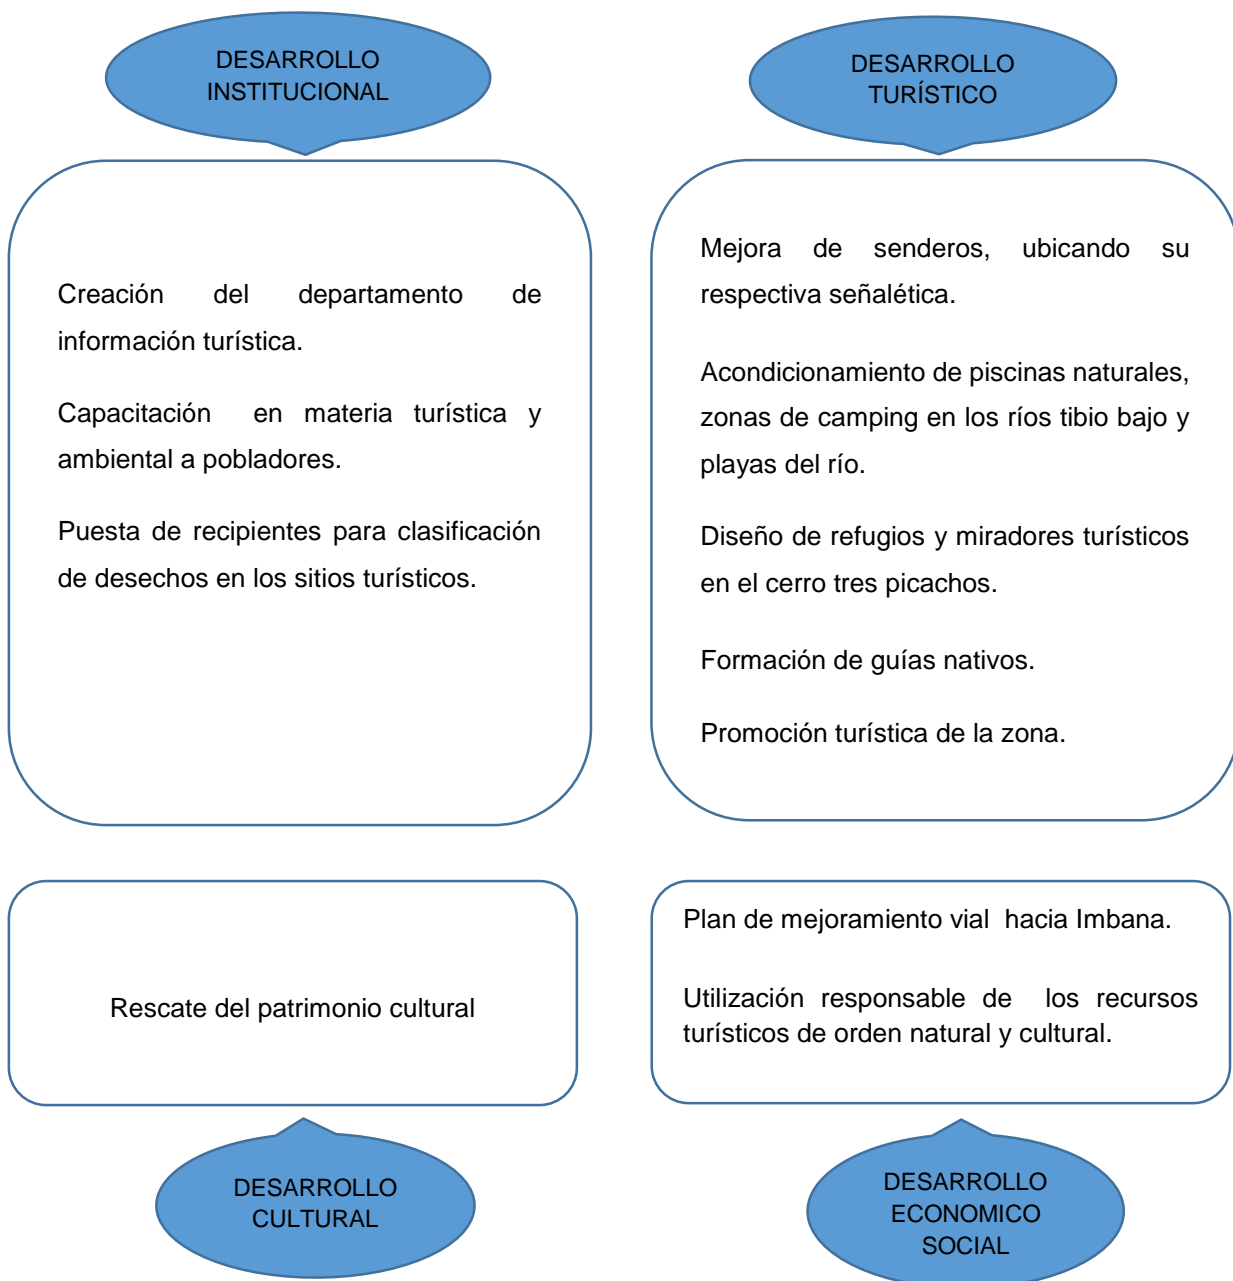 DESARROLLO
INSTITUCIONAL
Creación del departamento de
información turística.
Capacitación en materia turística y
ambiental a pobladores.
Puesta de recipientes para clasificación
de desechos en los sitios turísticos.
DESARROLLO
TURÍSTICO
Mejora de senderos, ubicando su
respectiva señalética.
Acondicionamiento de piscinas naturales,
zonas de camping en los ríos tibio bajo y
playas del río.
Diseño de refugios y miradores turísticos
en el cerro tres picachos.
Formación de guías nativos.
Promoción turística de la zona.
Rescate del patrimonio cultural
DESARROLLO
CULTURAL
Plan de mejoramiento vial hacia Imbana.
Utilización responsable de los recursos
turísticos de orden natural y cultural.
DESARROLLO
ECONOMICO
SOCIAL